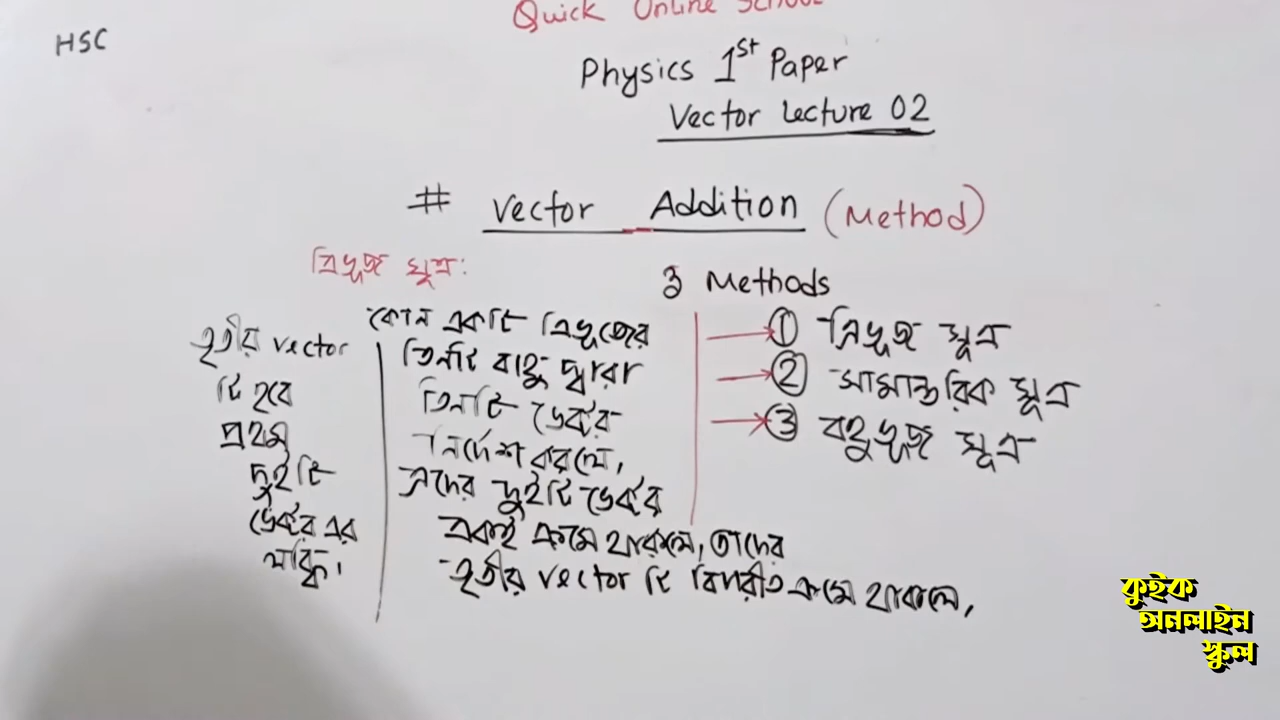 Quick Online School
HSC
Physics 1st Paper
Vector Lecture 02
# Vector Addition (Method)
ত্রিভুজ সূত্র:
3 Methods
① ত্রিভুজ সূত্র
② সামান্তরিক সূত্র
③ বহুভুজ সূত্র
কোন একটি ত্রিভুজের
তিনটি বাহু দ্বারা
তিনটি ভেক্টর
নির্দেশ করলে,
এদের দুইটি ভেক্টর
একই ক্রমে থাকলে, তাদের
তৃতীয় vector টি বিপরীত ক্রমে থাকলে,
তৃতীয় vector
টি হবে
প্রথম
দুইটি
ভেক্টর এর
লব্ধি।
কুইক
অনলাইন
স্কুল